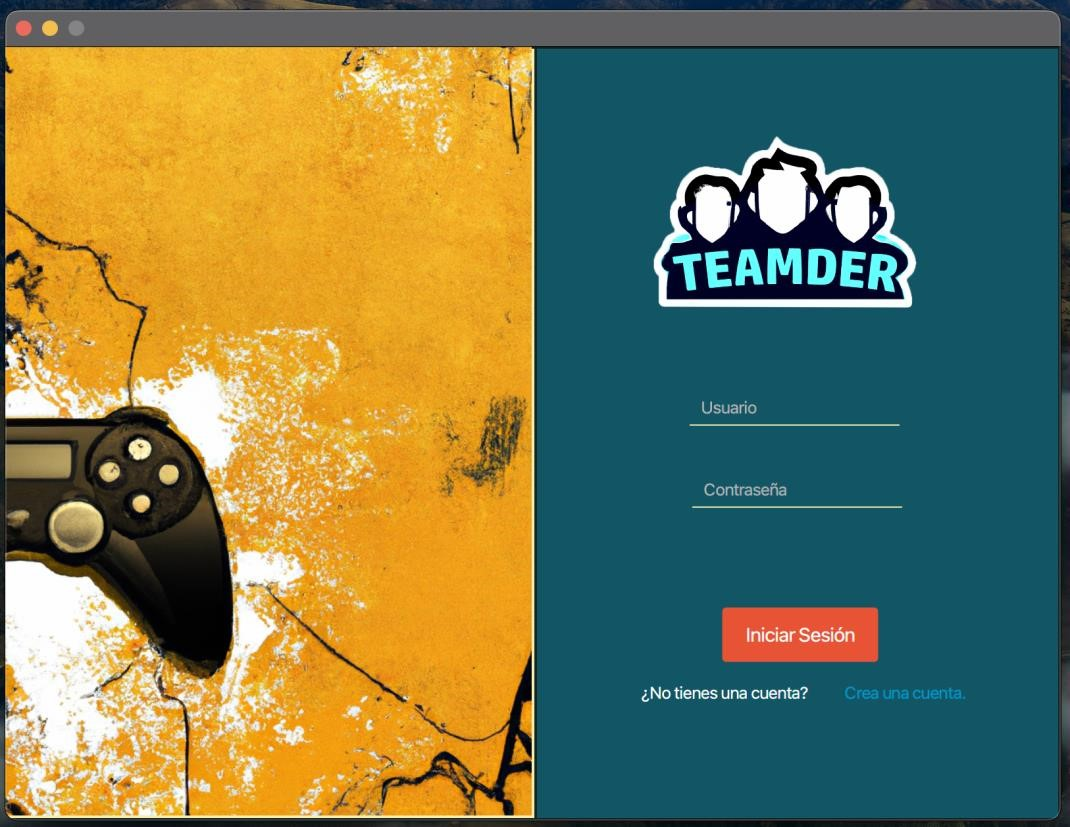 TEAMDER
Usuario
Contraseña
Iniciar Sesión
¿No tienes una cuenta? Crea una cuenta.